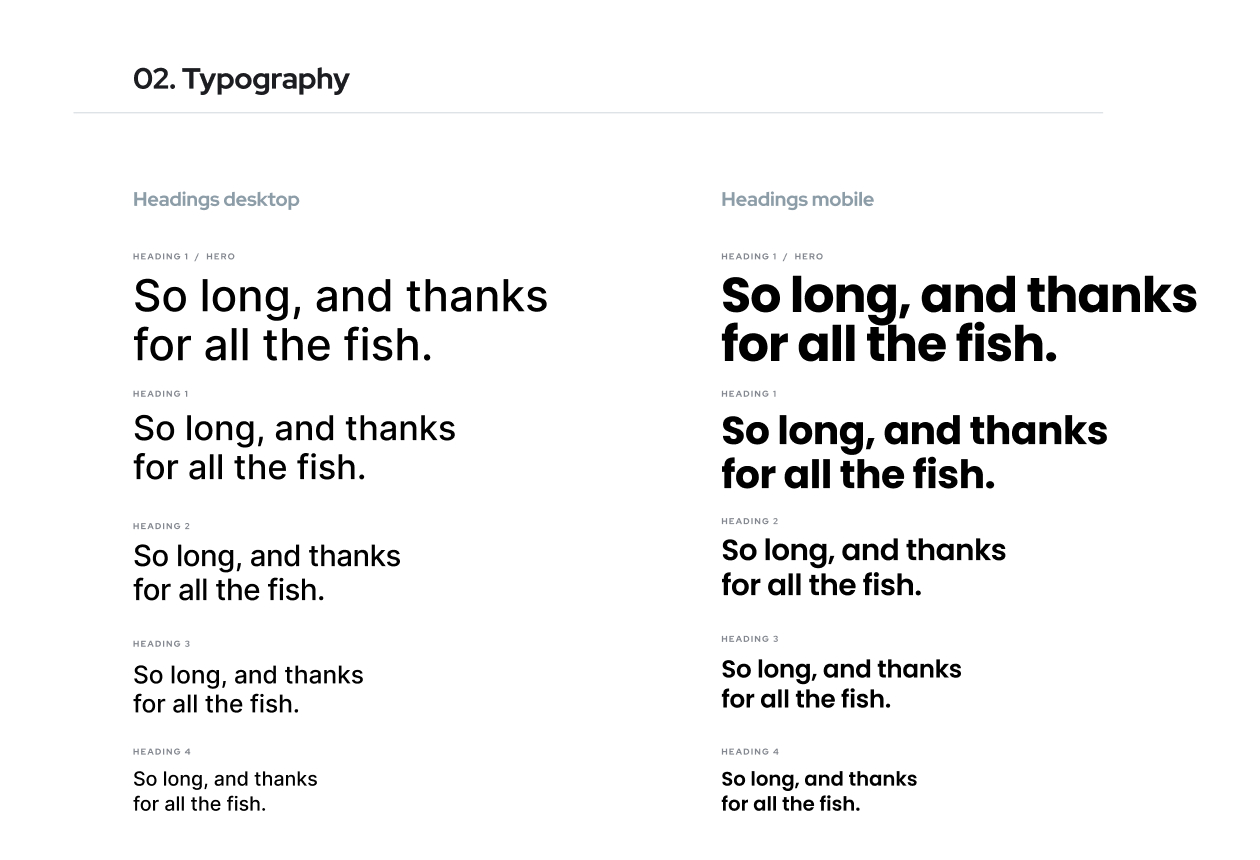 02. Typography
Headings desktop
HEADING 1 / HERO
So long, and thanks
for all the fish.
HEADING 1
So long, and thanks
for all the fish.
HEADING 2
So long, and thanks
for all the fish.
HEADING 3
So long, and thanks
for all the fish.
HEADING 4
So long, and thanks
for all the fish.
Headings mobile
HEADING 1 / HERO
So long, and thanks
for all the fish.
HEADING 1
So long, and thanks
for all the fish.
HEADING 2
So long, and thanks
for all the fish.
HEADING 3
So long, and thanks
for all the fish.
HEADING 4
So long, and thanks
for all the fish.